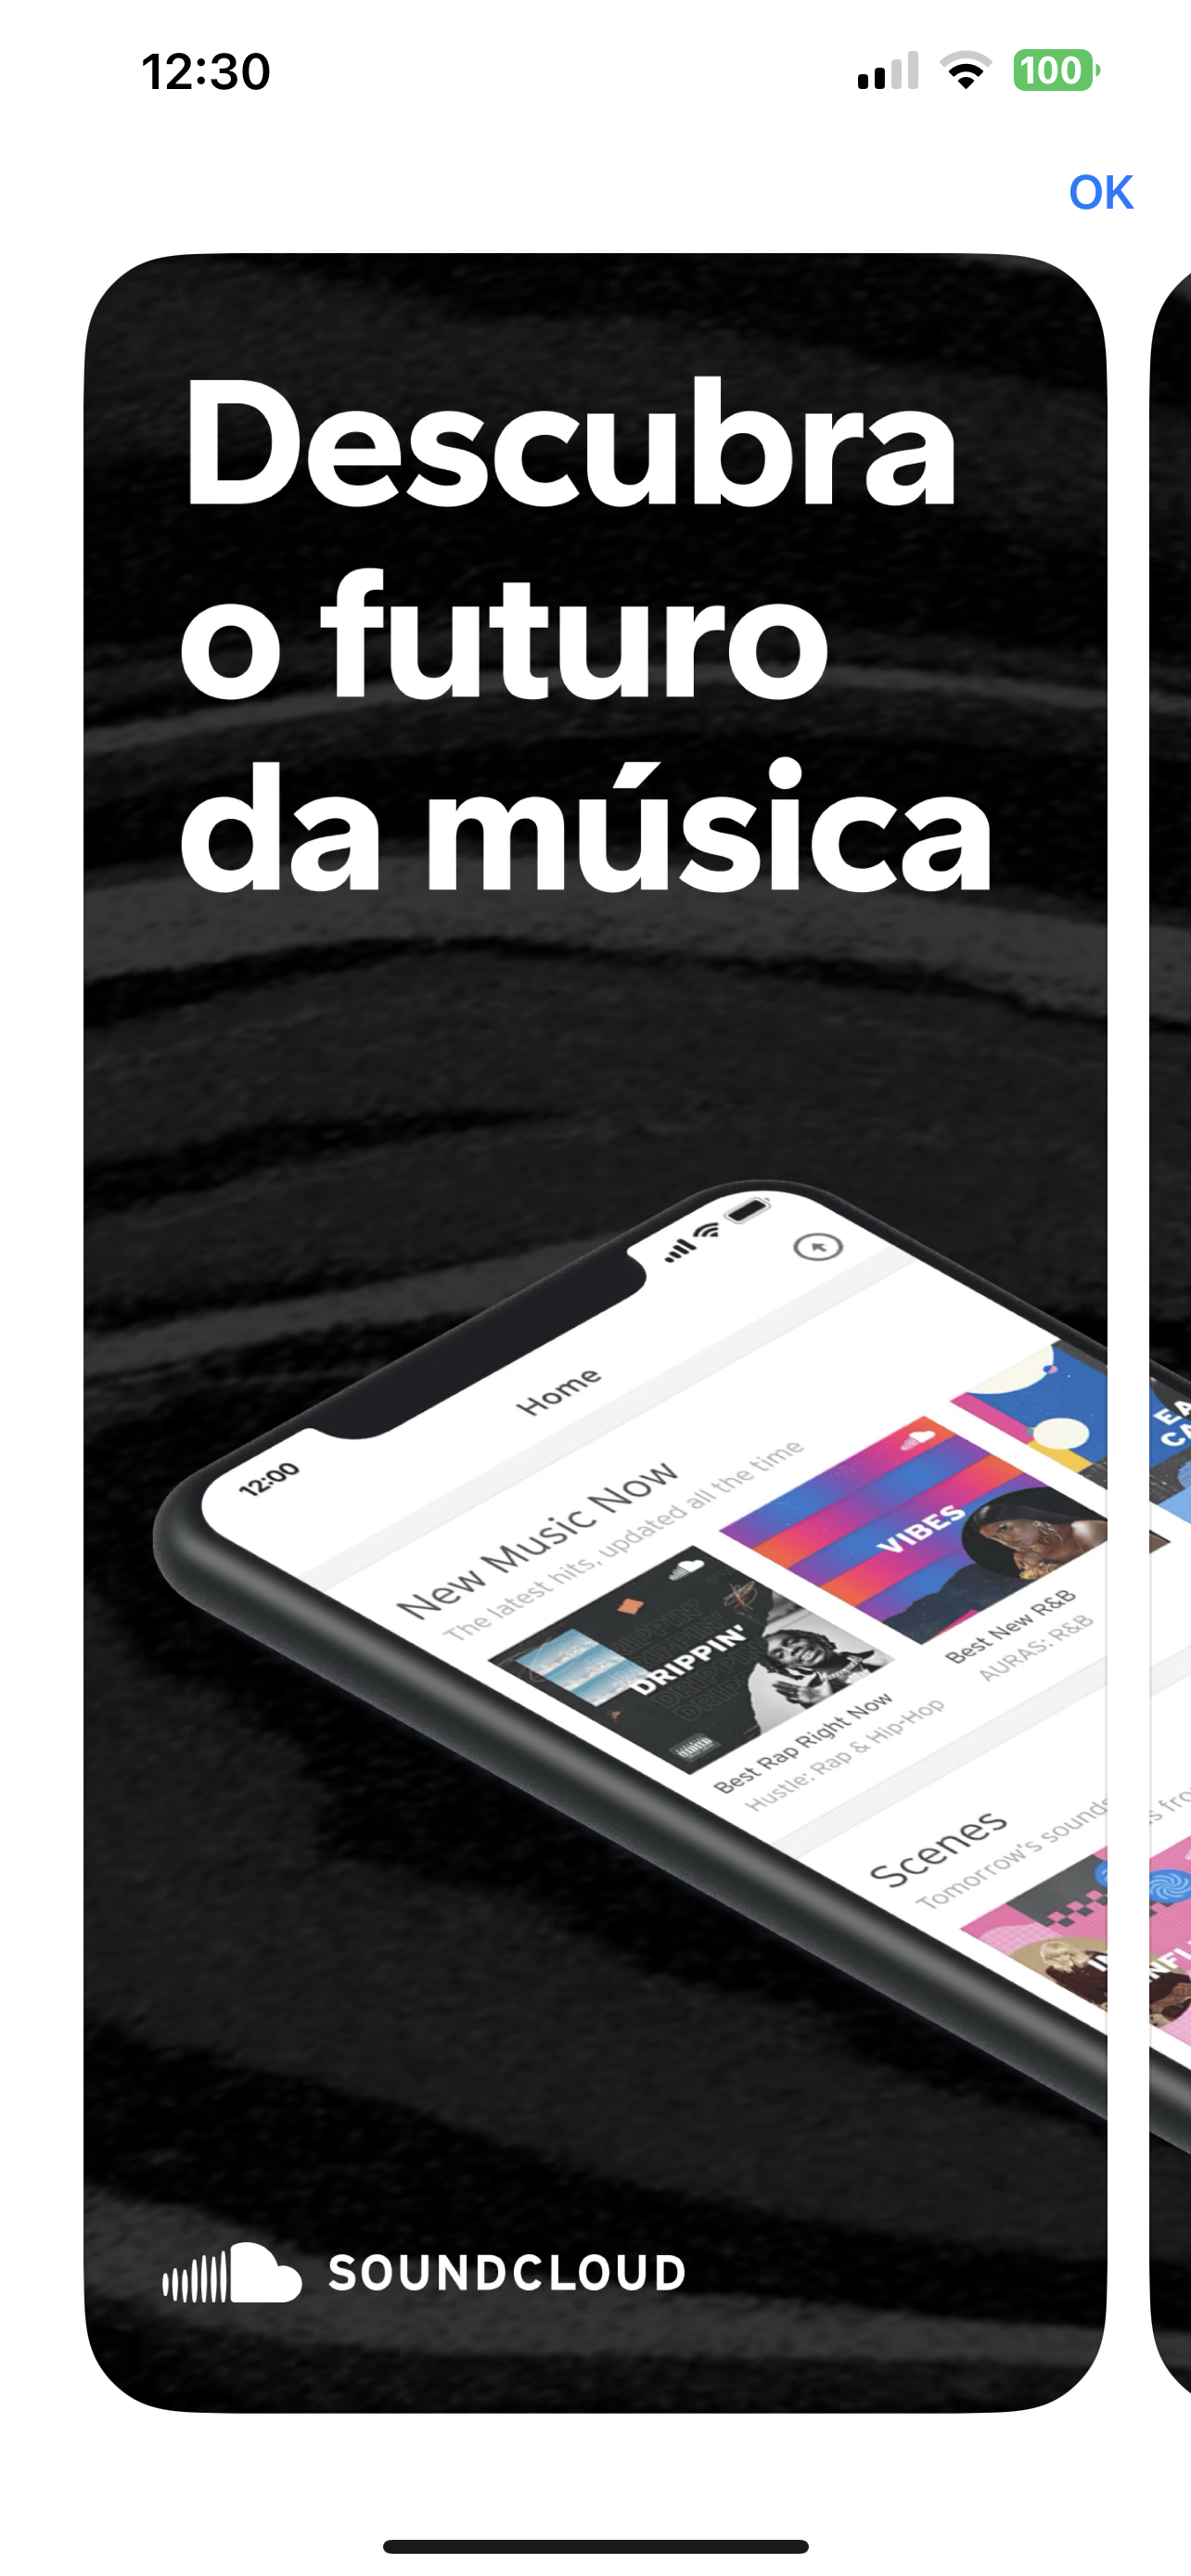 12:30
100
OK
Descubra
o futuro
da música
12:00
Home
New Music Now
The latest hits, updated all the time
DRIPPIN'
Best Rap Right Now
Hustle: Rap & Hip-Hop
VIBES
Best New R&B
AURAS: R&B
Scenes
Tomorrow's sounds
SOUNDCLOUD